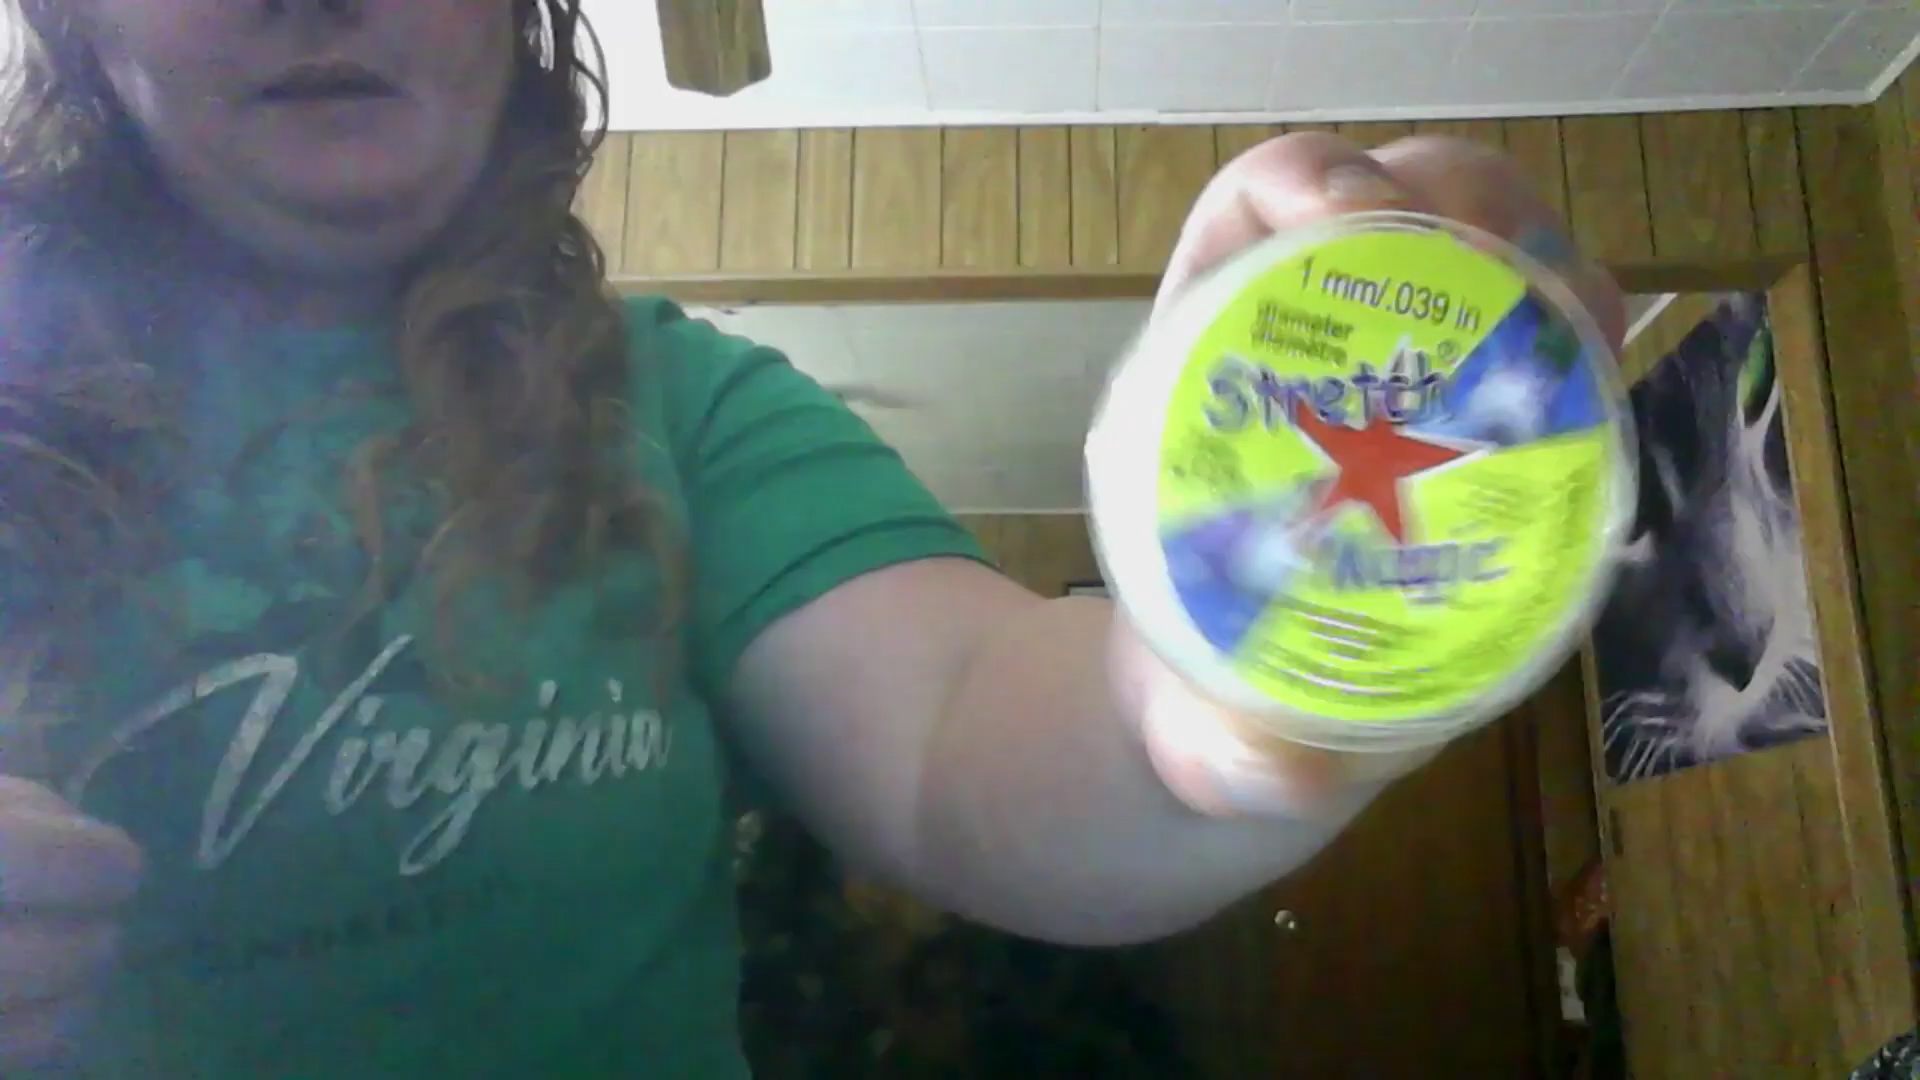 1 mm/.039 in
diameter
diamètre
Stretch®
Magic
Virginia